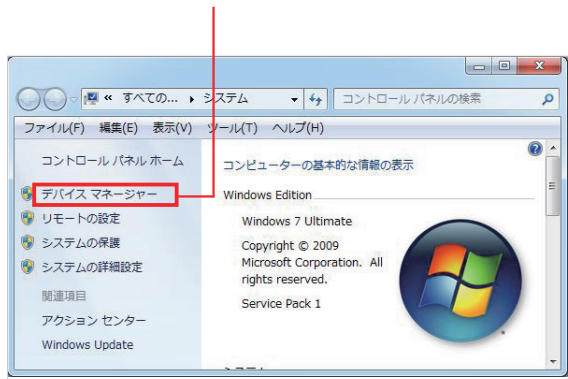 « すべての... ▸ システム
コントロール パネルの検索
ファイル(F) 編集(E) 表示(V) ツール(T) ヘルプ(H)
コントロール パネル ホーム
デバイス マネージャー
リモートの設定
システムの保護
システムの詳細設定
関連項目
アクション センター
Windows Update
コンピューターの基本的な情報の表示
Windows Edition
Windows 7 Ultimate
Copyright © 2009
Microsoft Corporation. All
rights reserved.
Service Pack 1